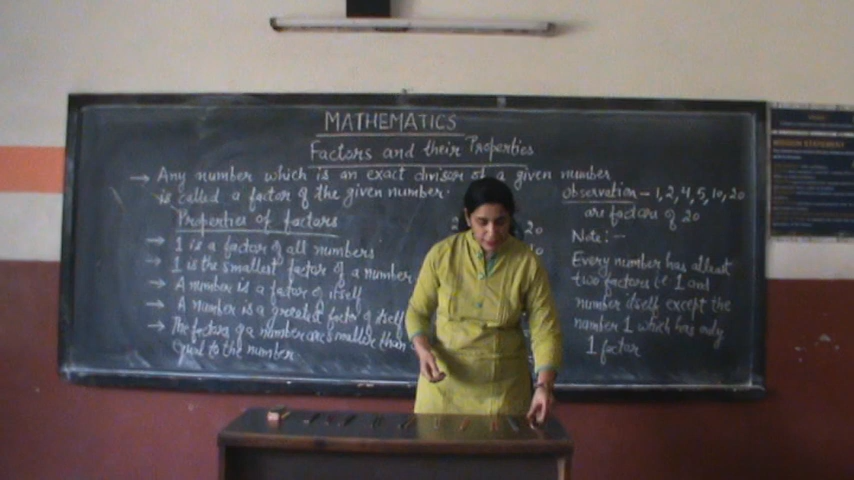 MATHEMATICS
Factors and their Properties
→ Any number which is an exact divisor of a given number
is called a factor of the given number.
Properties of factors
→ 1 is a factor of all numbers
→ 1 is the smallest factor of a number
→ A number is a factor of itself
→ A number is a greatest factor of itself
→ The factors of a number are smaller than
equal to the number
20
Observation - 1, 2, 4, 5, 10, 20
are factors of 20
Note:-
Every number has atleast
two factors i.e 1 and
number itself except the
number 1 which has only
1 factor
MISSION STATEMENT